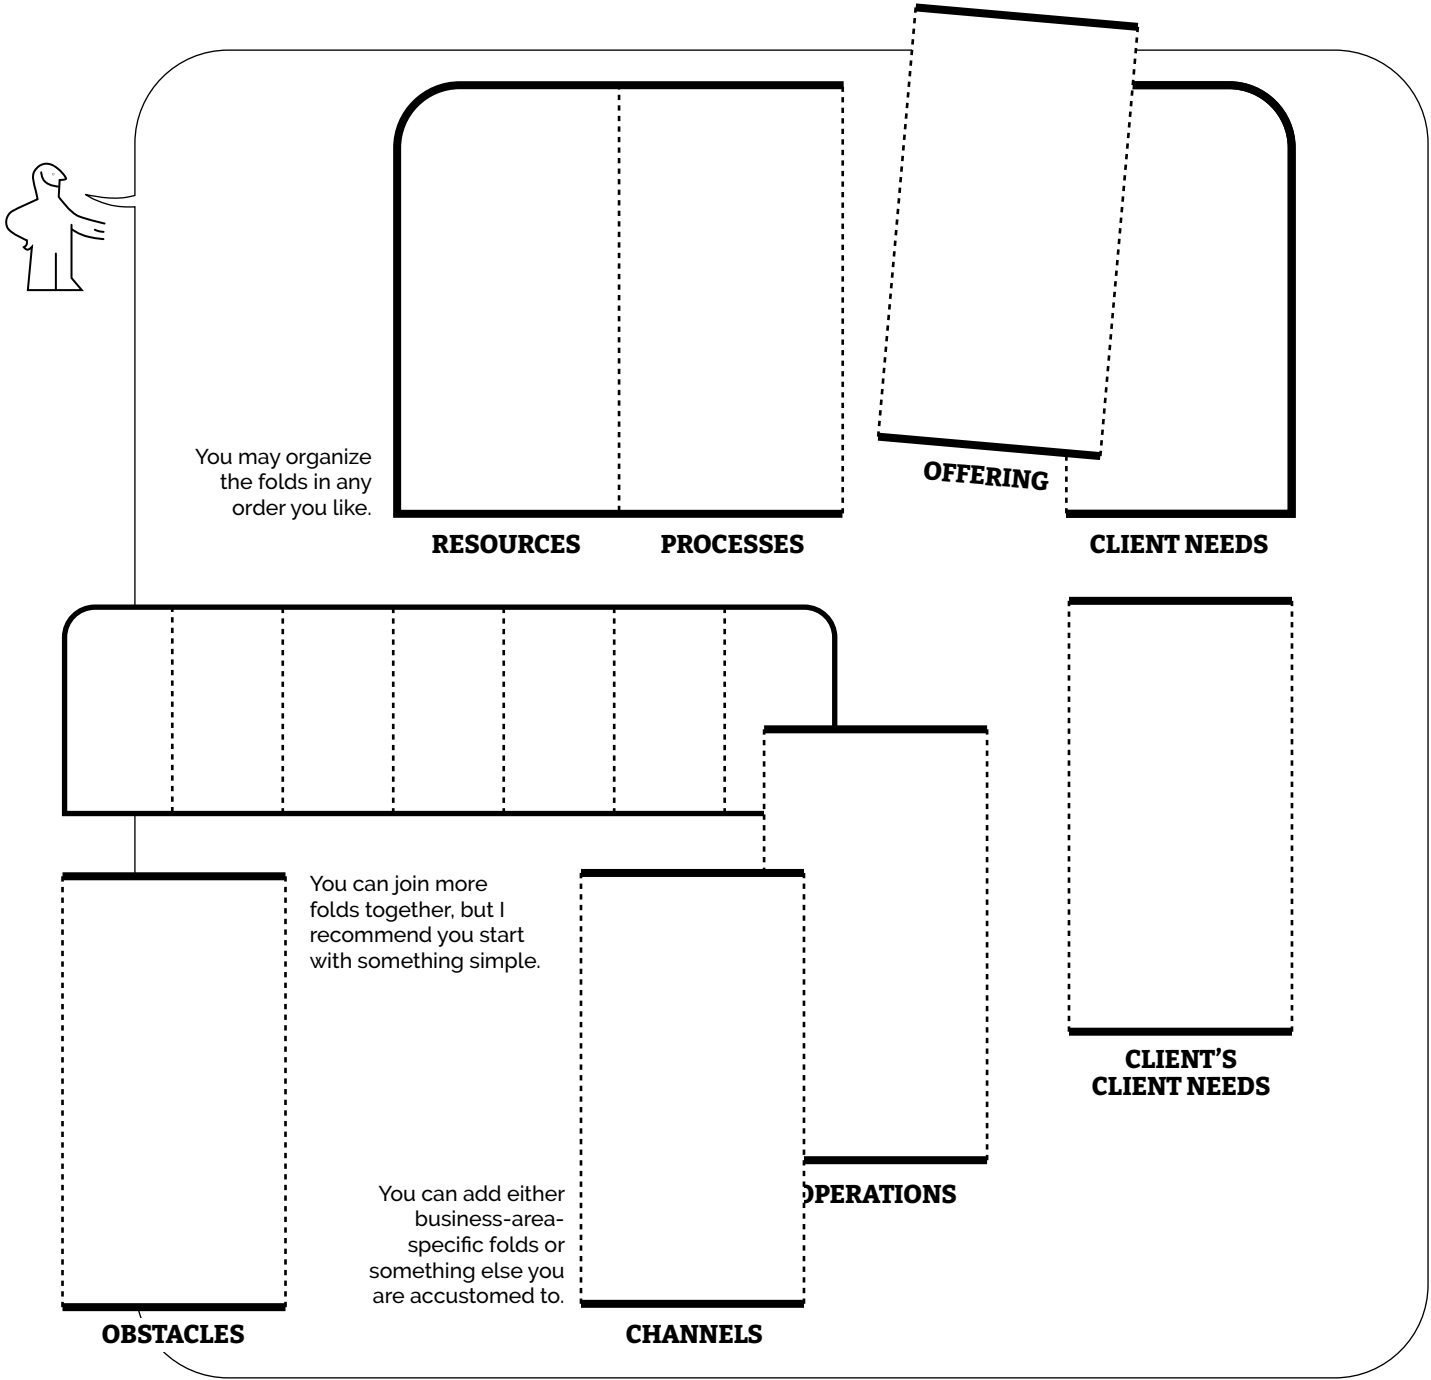 OFFERING
You may organize
the folds in any
order you like.
RESOURCES
PROCESSES
CLIENT NEEDS
You can join more
folds together, but I
recommend you start
with something simple.
CLIENT’S
CLIENT NEEDS
You can add either
business-area-
specific folds or
something else you
are accustomed to.
OPERATIONS
OBSTACLES
CHANNELS